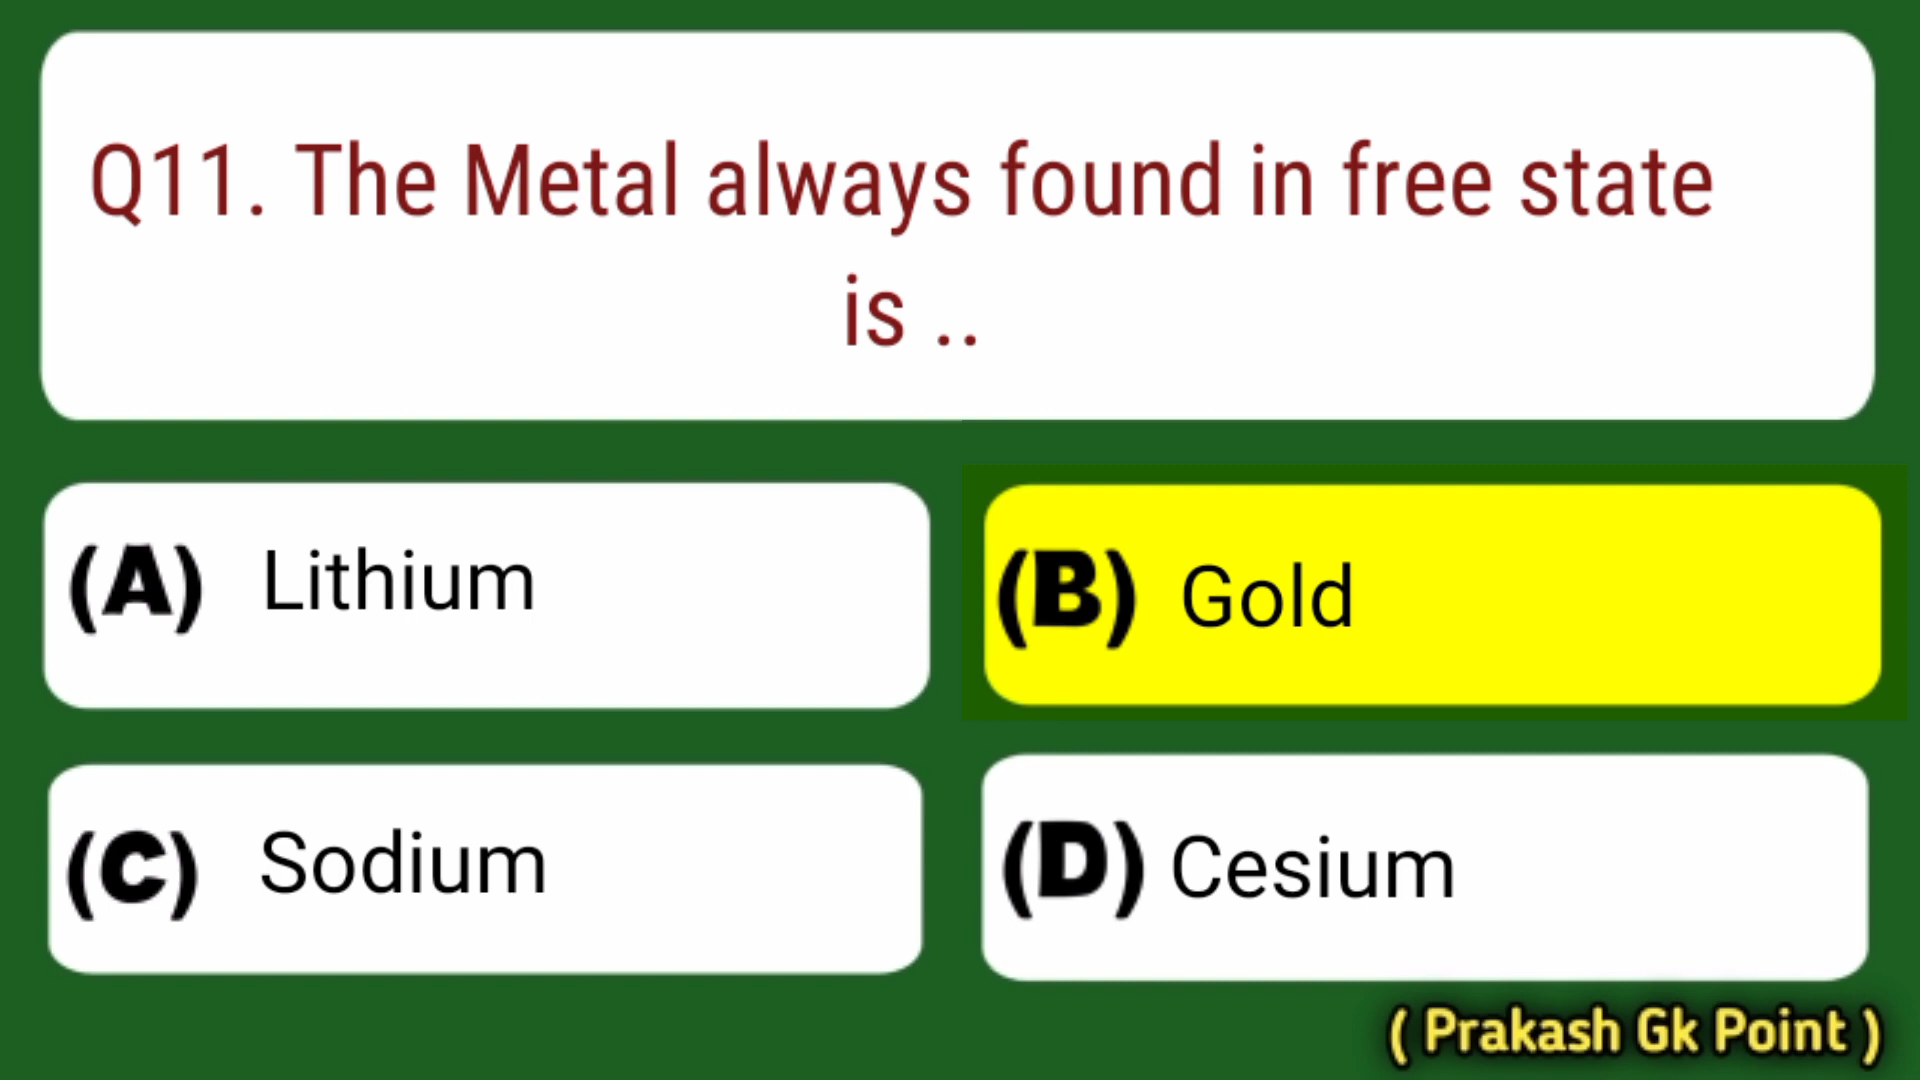 Q11. The Metal always found in free state
is ..
(A) Lithium
(B) Gold
(C) Sodium
(D) Cesium
( Prakash Gk Point )